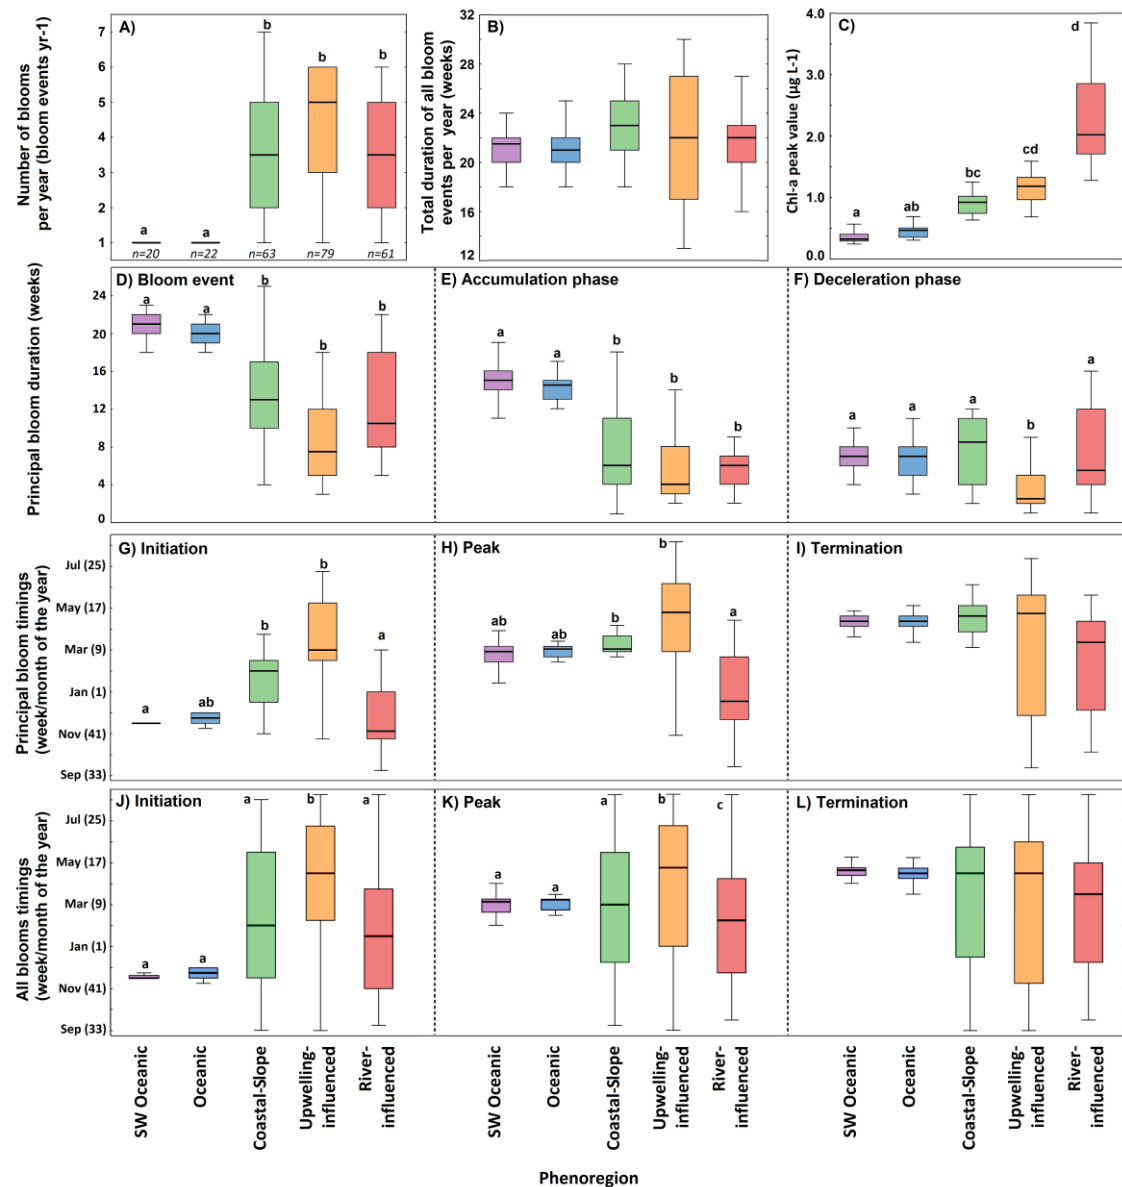 Number of blooms
per year (bloom events yr-1)
A)
7
6
5
4
3
2
1
a
a
b
b
b
n=20
n=22
n=63
n=79
n=61
Total duration of all bloom
events per year (weeks)
B)
32
28
24
20
16
12
Chl-a peak value (µg L-1)
C)
4.0
3.0
2.0
1.0
0.0
a
ab
bc
cd
d
Principal bloom duration (weeks)
D) Bloom event
24
20
16
12
8
4
0
a
a
b
b
b
E) Accumulation phase
a
a
b
b
b
F) Deceleration phase
a
a
a
b
a
Principal bloom timings
(week/month of the year)
G) Initiation
Jul (25)
May (17)
Mar (9)
Jan (1)
Nov (41)
Sep (33)
a
ab
b
b
a
H) Peak
ab
ab
b
b
a
I) Termination
All blooms timings
(week/month of the year)
J) Initiation
Jul (25)
May (17)
Mar (9)
Jan (1)
Nov (41)
Sep (33)
a
a
a
b
a
K) Peak
a
a
a
b
c
L) Termination
SW Oceanic
Oceanic
Coastal-Slope
Upwelling-
influenced
River-
influenced
SW Oceanic
Oceanic
Coastal-Slope
Upwelling-
influenced
River-
influenced
SW Oceanic
Oceanic
Coastal-Slope
Upwelling-
influenced
River-
influenced
Phenoregion